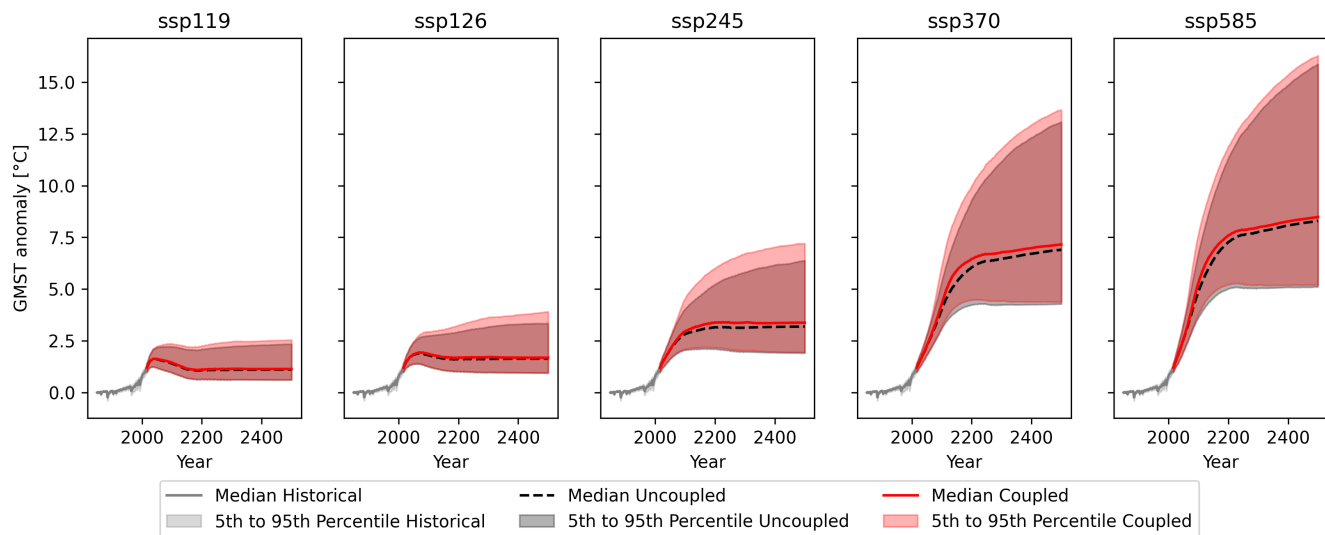 ssp119 ssp126 ssp245 ssp370 ssp585
GMST anomaly [°C]
15.0
12.5
10.0
7.5
5.0
2.5
0.0
2000 2200 2400 2000 2200 2400 2000 2200 2400 2000 2200 2400 2000 2200 2400
Year Year Year Year Year
Median Historical Median Uncoupled Median Coupled
5th to 95th Percentile Historical 5th to 95th Percentile Uncoupled 5th to 95th Percentile Coupled